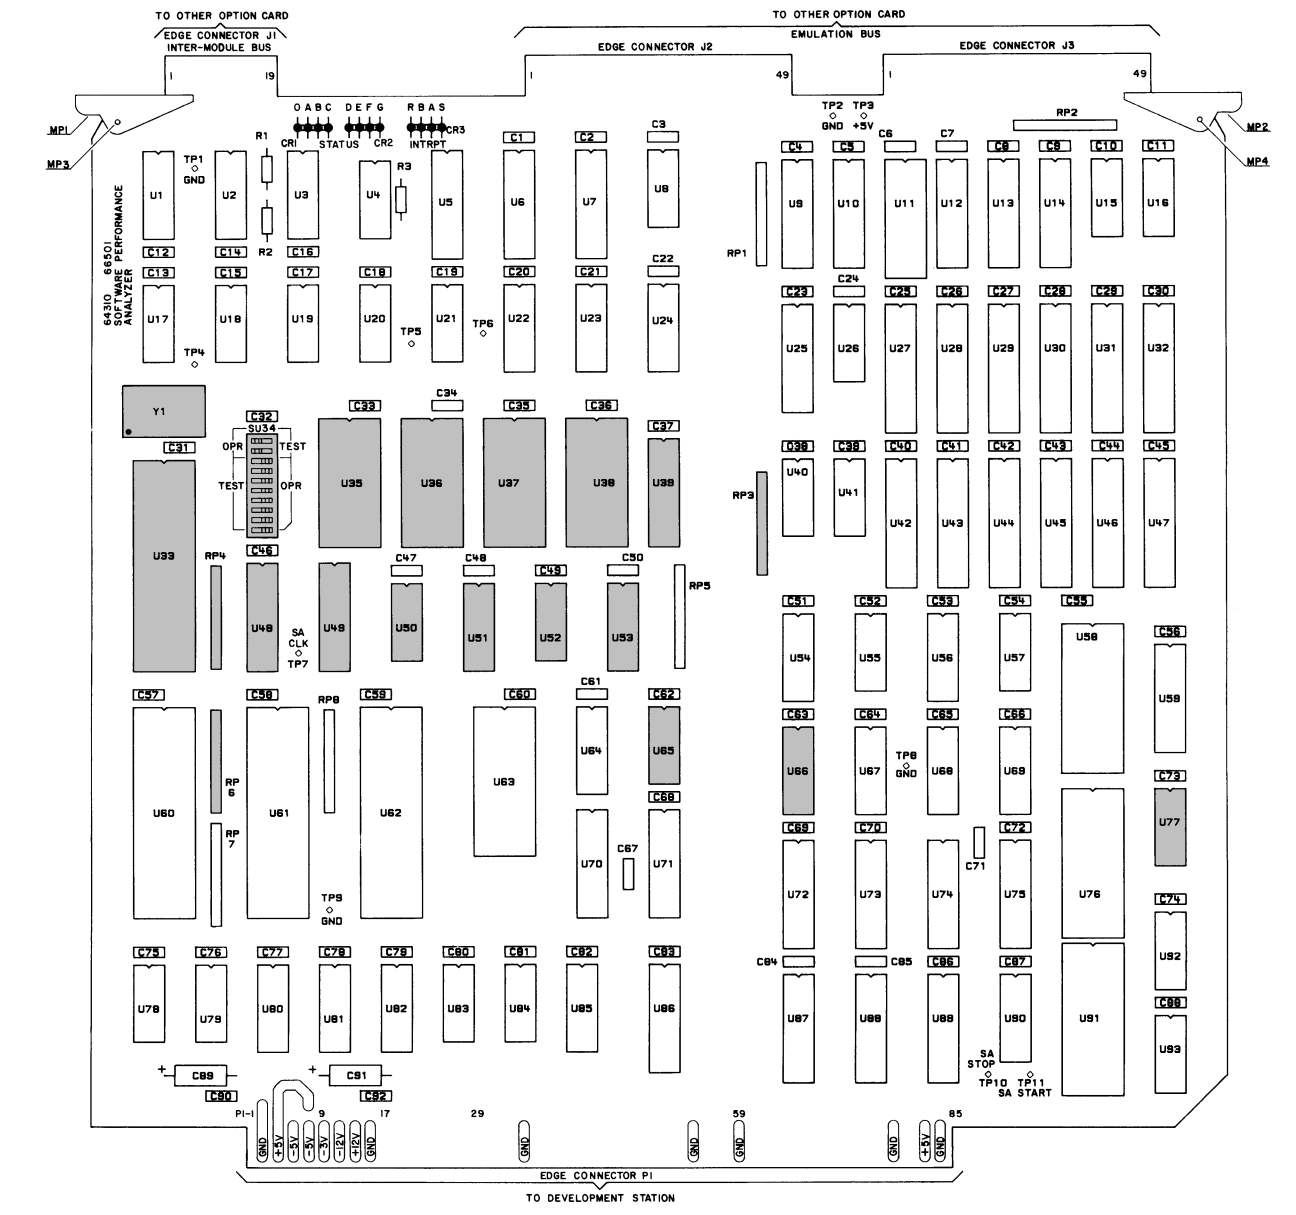 TO OTHER OPTION CARD
TO OTHER OPTION CARD
EDGE CONNECTOR J1
INTER-MODULE BUS
EMULATION BUS
EDGE CONNECTOR J2
EDGE CONNECTOR J3
1
19
1
49
1
49
O A B C
D E F G
R B A S
CR3
CR1
STATUS
CR2
INTRPT
TP2
TP3
GND
+5V
RP2
MP1
MP3
MP2
MP4
R1
C1
C2
C3
C4
C5
C6
C7
C8
C9
C10
C11
TP1
GND
R3
U1
U2
U3
U4
U5
U6
U7
U8
U9
U10
U11
U12
U13
U14
U15
U16
64310 66501
SOFTWARE PERFORMANCE
ANALYZER
R2
RP1
C12
C14
C16
C13
C15
C17
C18
C19
C20
C21
C22
C23
C24
C25
C26
C27
C28
C29
C30
U17
U18
U19
U20
TP5
U21
TP6
U22
U23
U24
U25
U26
U27
U28
U29
U30
U31
U32
TP4
Y1
C32
C33
C34
C35
C36
C37
SU34
OPR
TEST
TEST
OPR
C31
C39
C38
C40
C41
C42
C43
C44
C45
U33
U35
U36
U37
U38
U39
RP3
U40
U41
U42
U43
U44
U45
U46
U47
RP4
C46
C47
C48
C49
C50
RP5
U48
SA
CLK
TP7
U49
U50
U51
U52
U53
C51
C52
C53
C54
C55
C56
U54
U55
U56
U57
U58
U59
C57
C58
RP8
C59
C60
C61
C62
C63
C64
C65
C66
U60
RP
6
RP
7
U61
U62
U63
U64
U65
U66
U67
TP8
GND
U68
U69
C73
U77
C68
C67
U70
U71
C69
C70
C71
C72
U72
U73
U74
U75
U76
C74
U92
TP9
GND
C75
C76
C77
C78
C79
C80
C81
C82
C83
C84
C85
C86
C87
C88
U78
U79
U80
U81
U82
U83
U84
U85
U86
U87
U88
U88
U90
U91
U93
+
C89
+
C91
C90
C92
SA
STOP
TP10
TP11
SA START
P1-1
9
17
29
59
85
GND
+5V
-5V
-5V
-3V
-12V
+12V
GND
GND
GND
GND
GND
+5V
GND
EDGE CONNECTOR P1
TO DEVELOPMENT STATION